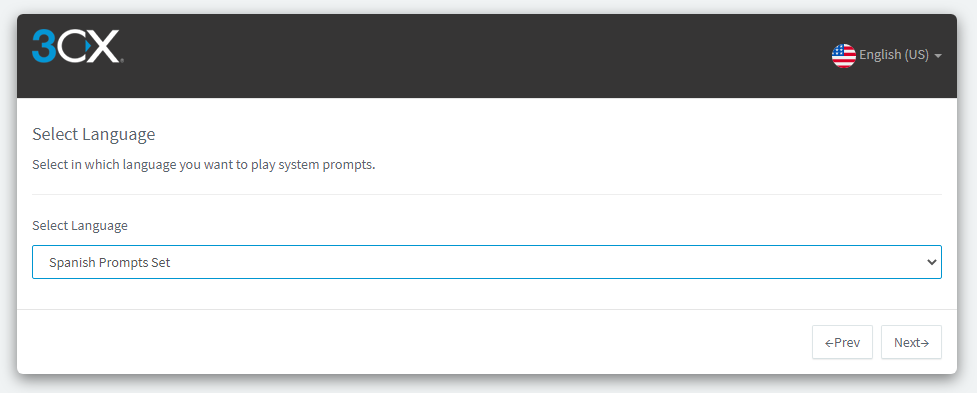 3CX
English (US)
Select Language
Select in which language you want to play system prompts.
Select Language
Spanish Prompts Set
←Prev
Next→